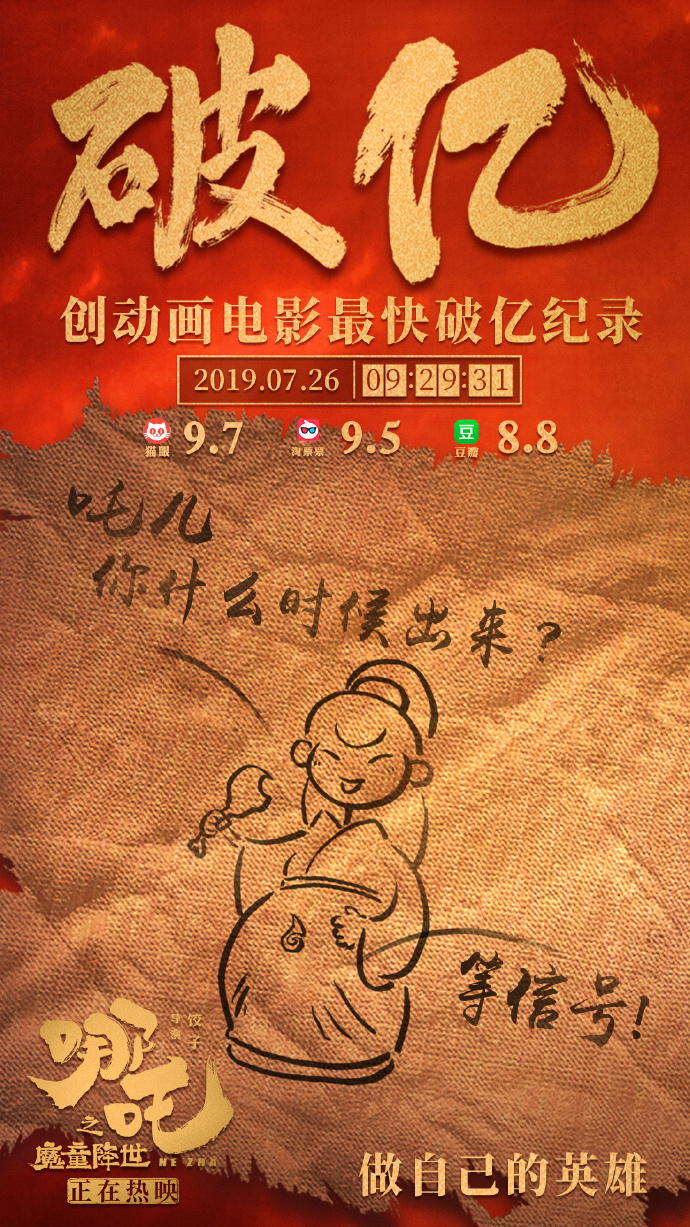 破亿
创动画电影最快破亿纪录
2019.07.26 09:29:31
猫眼 9.7 淘票票 9.5 豆瓣 8.8
吒儿
你什么时候出来?
等信号!
导演 饺子
哪吒
之
魔童降世 NE ZHA
正在热映
做自己的英雄